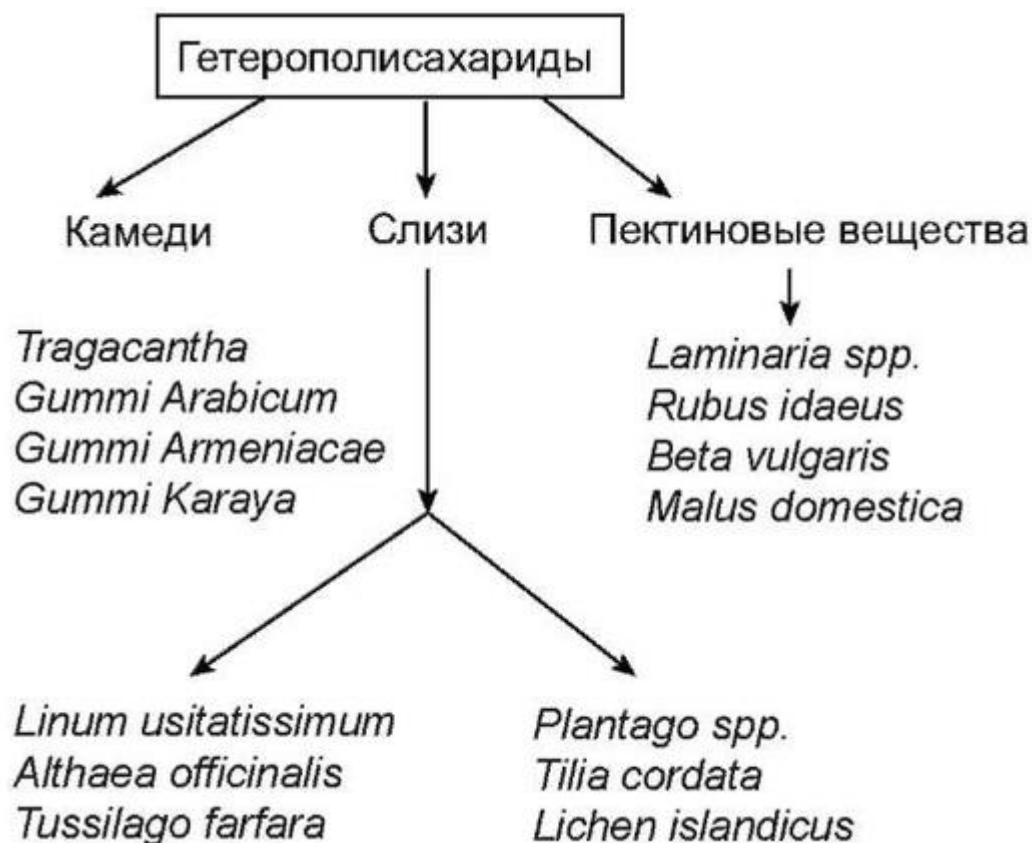 Гетерополисахариды
Камеди
Слизи
Пектиновые вещества
Tragacantha
Gummi Arabicum
Gummi Armeniacae
Gummi Karaya
Laminaria spp.
Rubus idaeus
Beta vulgaris
Malus domestica
Linum usitatissimum
Althaea officinalis
Tussilago farfara
Plantago spp.
Tilia cordata
Lichen islandicus